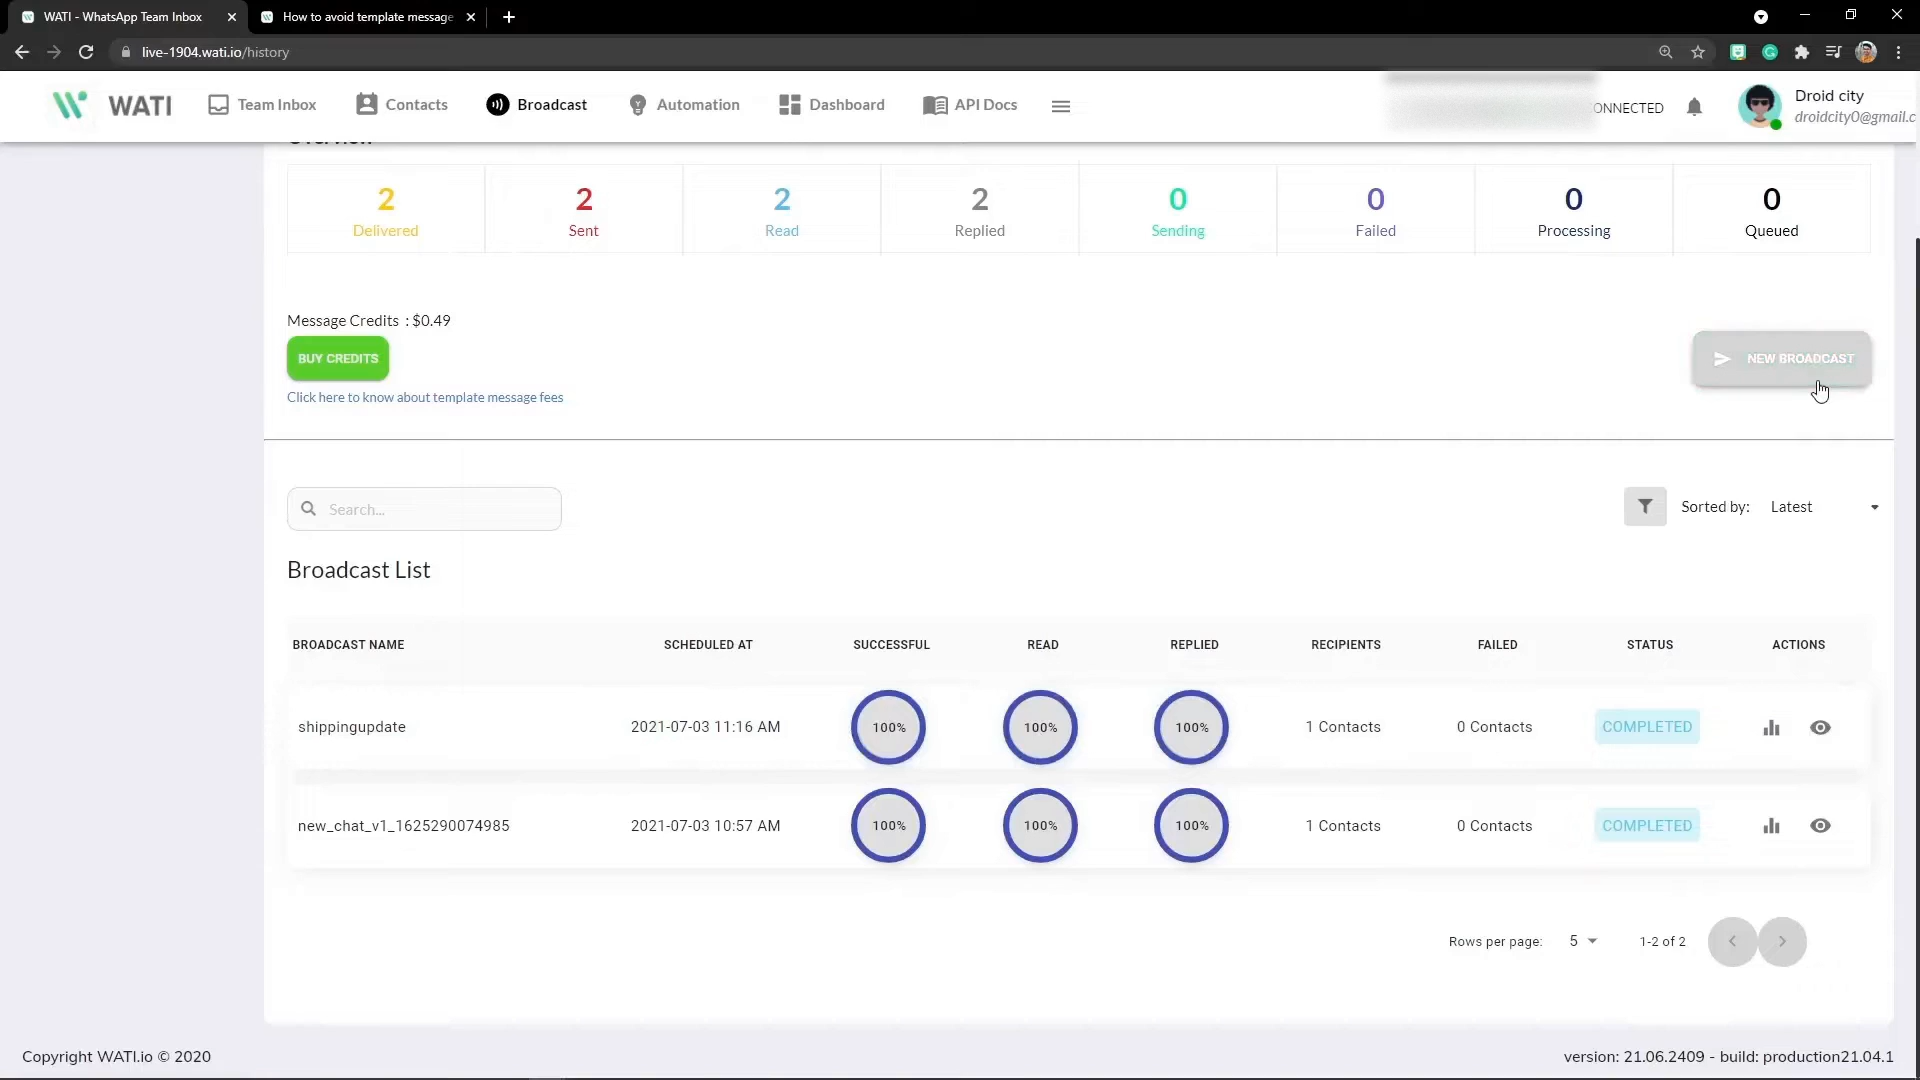 WATI - WhatsApp Team Inbox
How to avoid template message
live-1904.wati.io/history
WATI
Team Inbox
Contacts
Broadcast
Automation
Dashboard
API Docs
ONNECTED
Droid city
droidcity0@gmail.c
Overview
2
2
2
2
0
0
0
0
Delivered
Sent
Read
Replied
Sending
Failed
Processing
Queued
Message Credits : $0.49
BUY CREDITS
NEW BROADCAST
Click here to know about template message fees
Search...
Sorted by: Latest
Broadcast List
BROADCAST NAME SCHEDULED AT SUCCESSFUL READ REPLIED RECIPIENTS FAILED STATUS ACTIONS
shippingupdate 2021-07-03 11:16 AM 100% 100% 100% 1 Contacts 0 Contacts COMPLETED
new_chat_v1_1625290074985 2021-07-03 10:57 AM 100% 100% 100% 1 Contacts 0 Contacts COMPLETED
Rows per page: 5 1-2 of 2
Copyright WATI.io © 2020
version: 21.06.2409 - build: production21.04.1